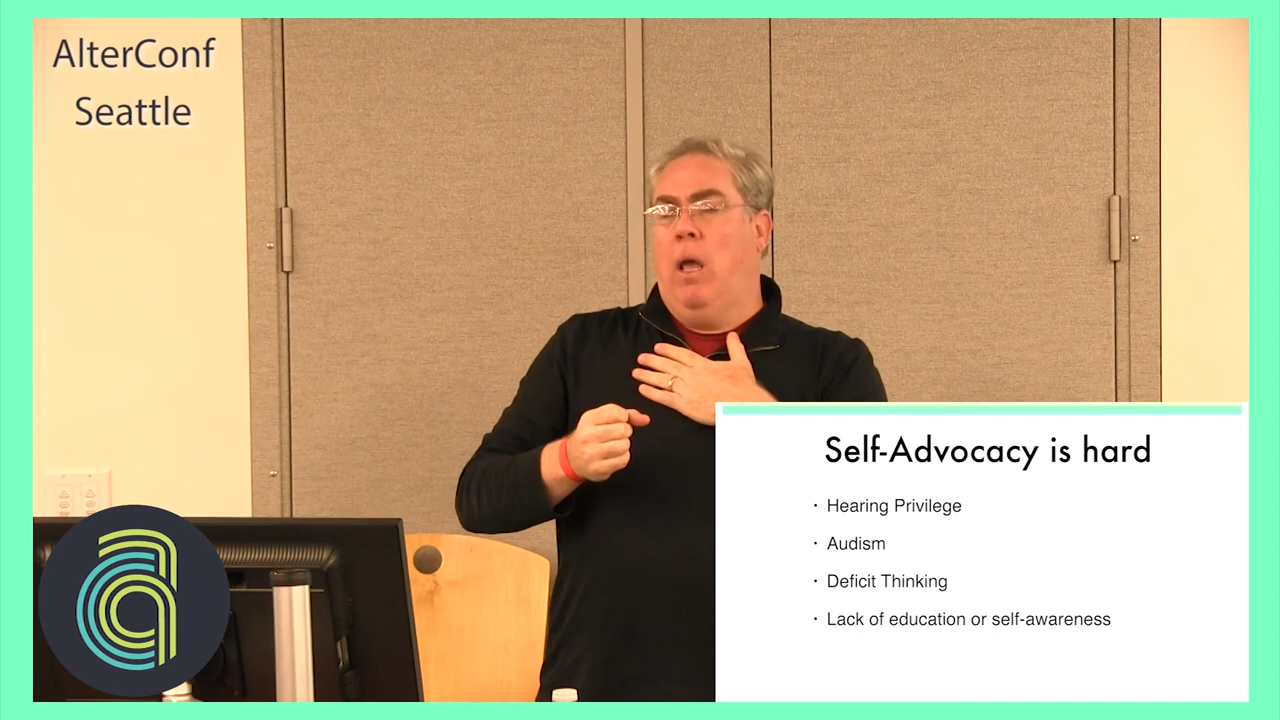 AlterConf
Seattle
Self-Advocacy is hard
· Hearing Privilege
· Audism
· Deficit Thinking
· Lack of education or self-awareness